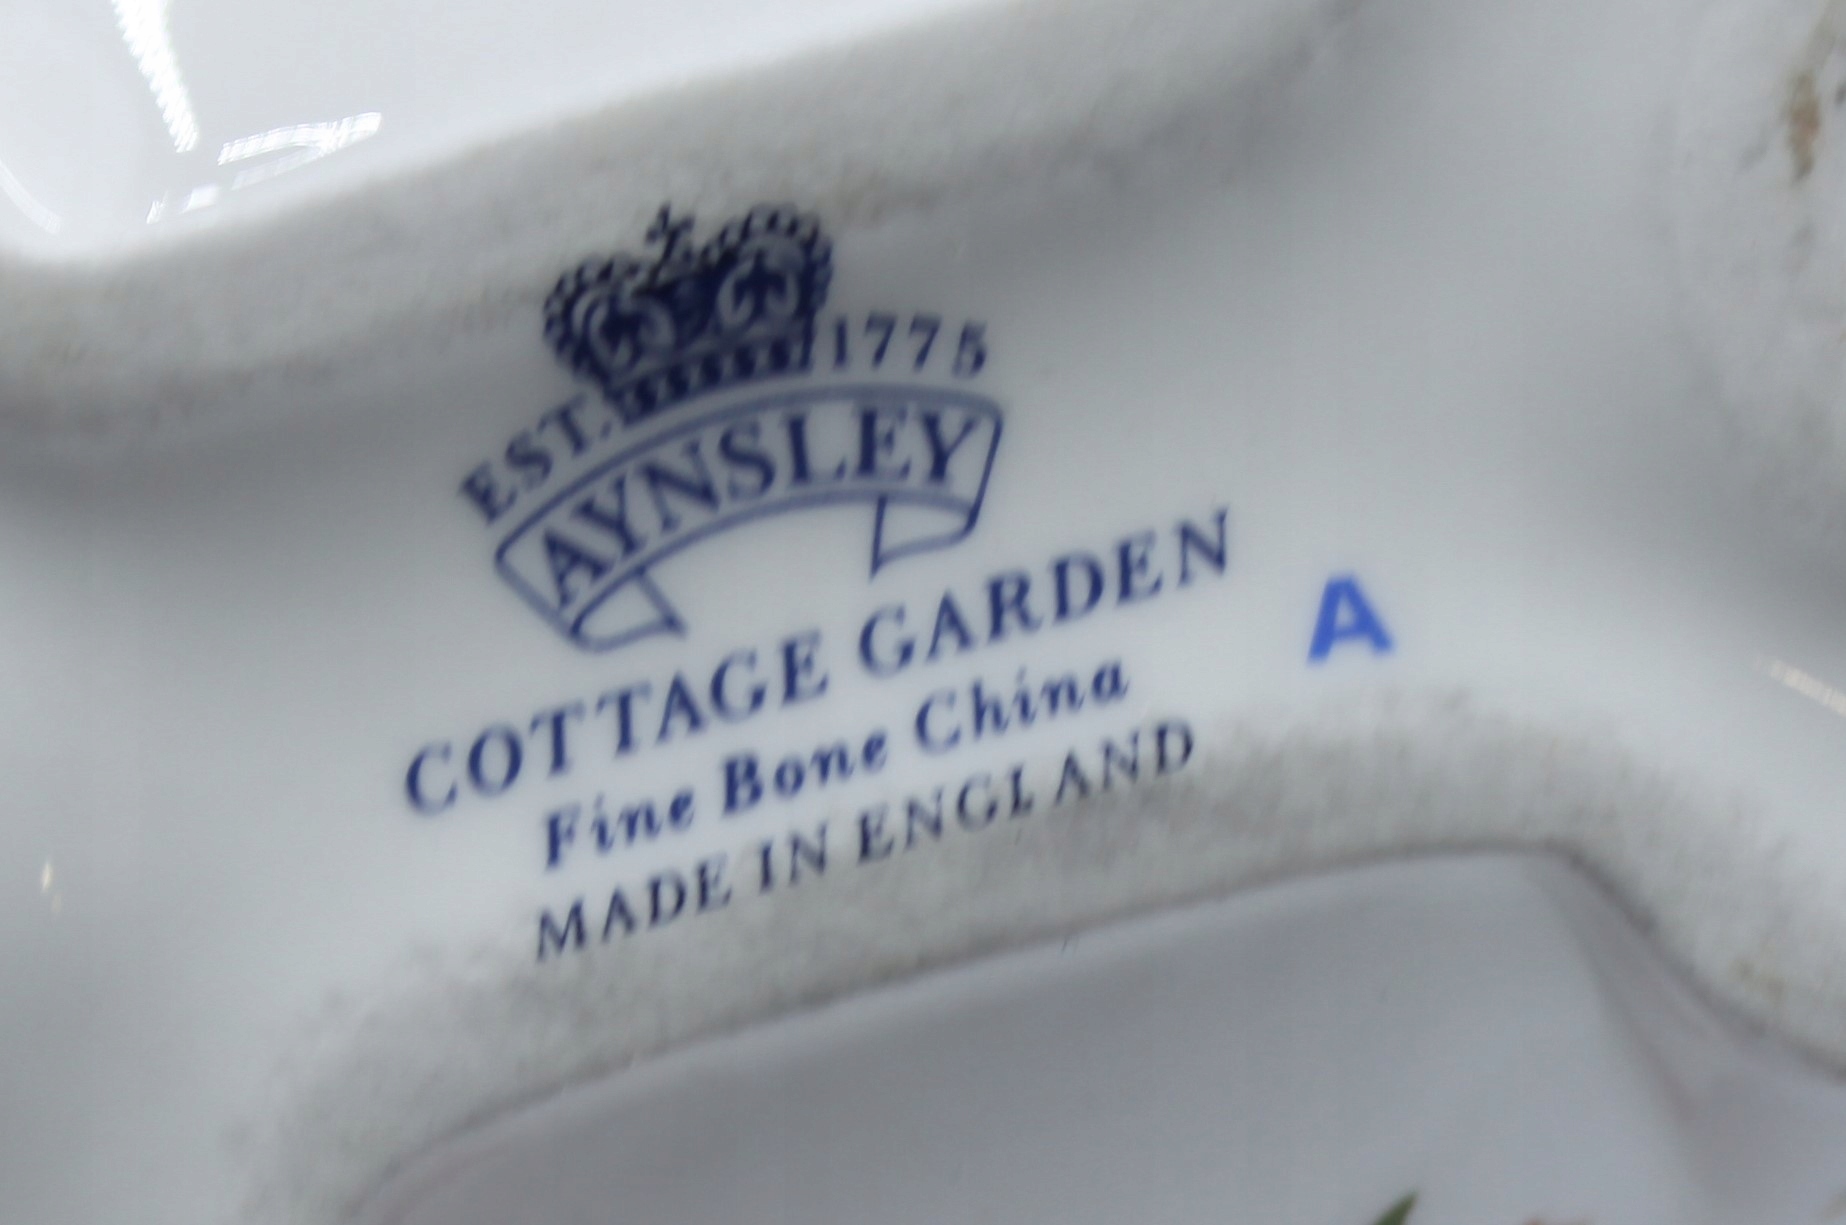 EST. 1775
AYNSLEY
COTTAGE GARDEN
Fine Bone China
MADE IN ENGLAND
A